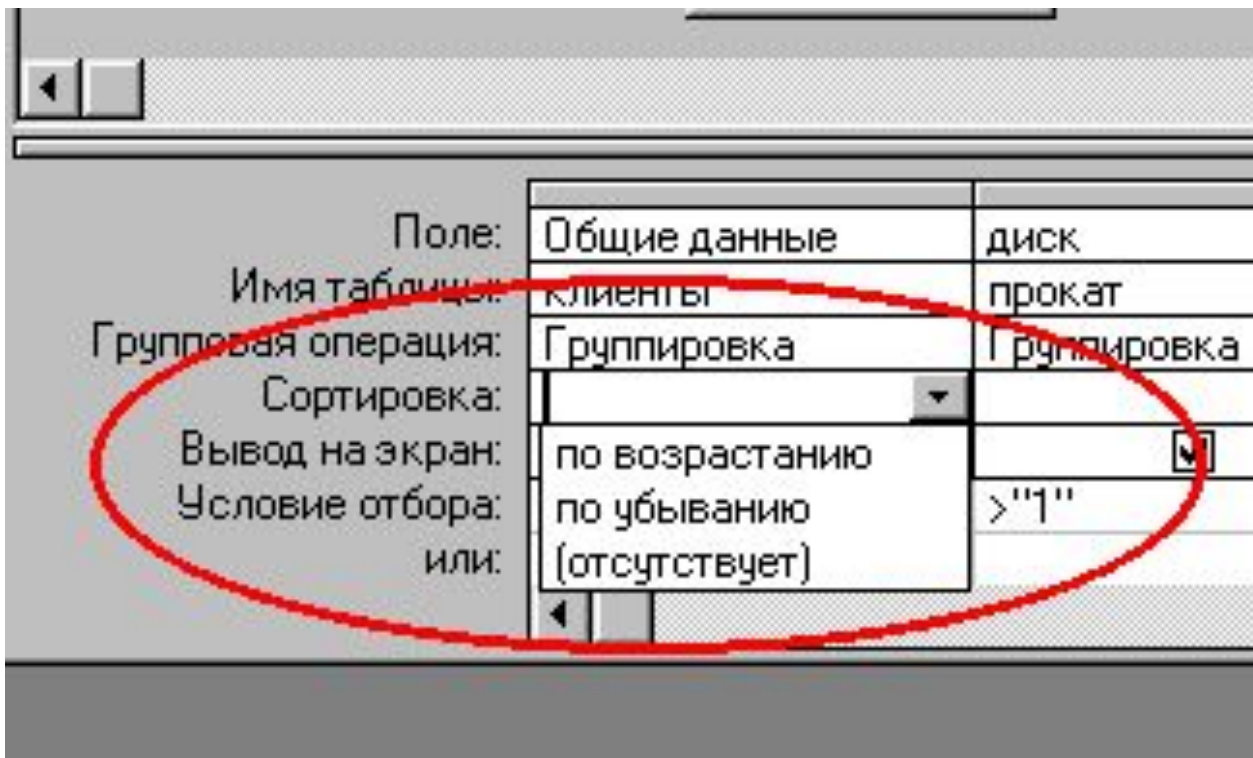 Поле: Общие данные диск
Имя таблицы: клиенты прокат
Групповая операция: Группировка Группировка
Сортировка:
Вывод на экран: по возрастанию
Условие отбора: по убыванию >"1"
или: (отсутствует)